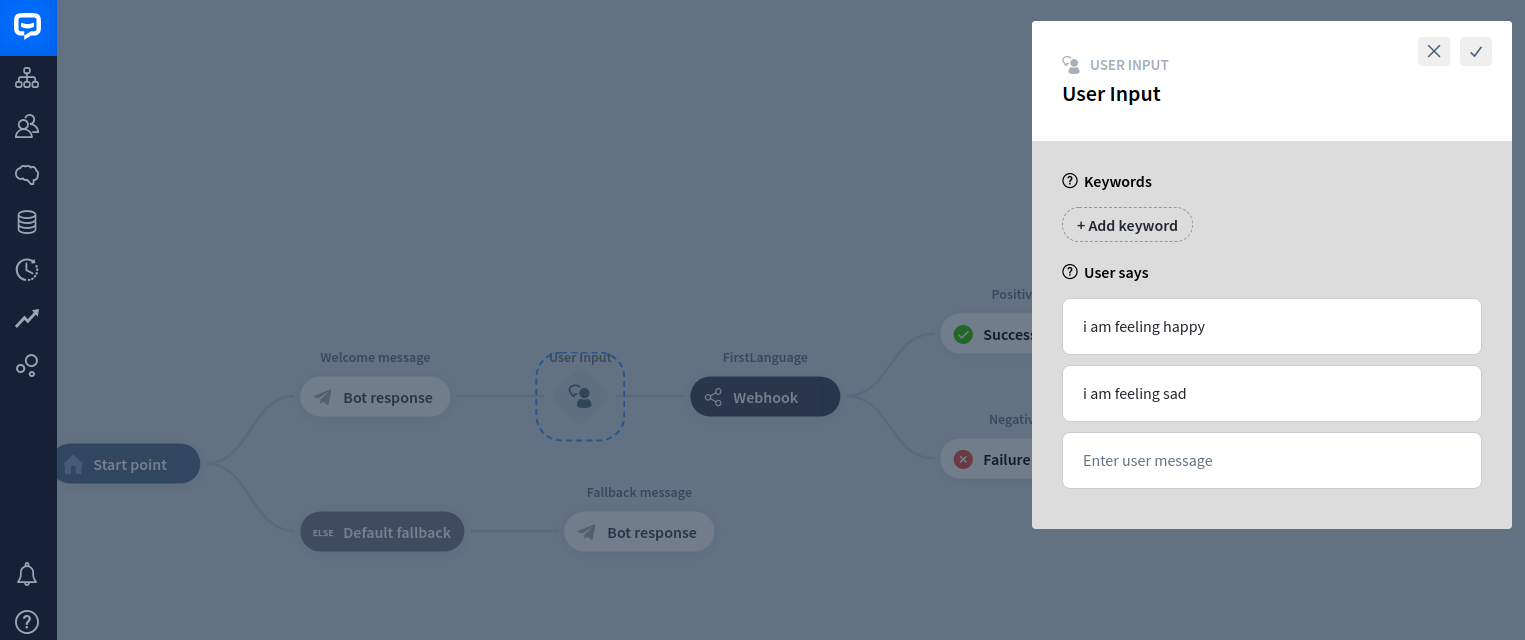 USER INPUT
User Input
Keywords
+ Add keyword
User says
i am feeling happy
i am feeling sad
Enter user message
Positiv
Success
Welcome message
User Input
FirstLanguage
Bot response
Webhook
Negativ
Failure
Start point
Fallback message
ELSE Default fallback
Bot response